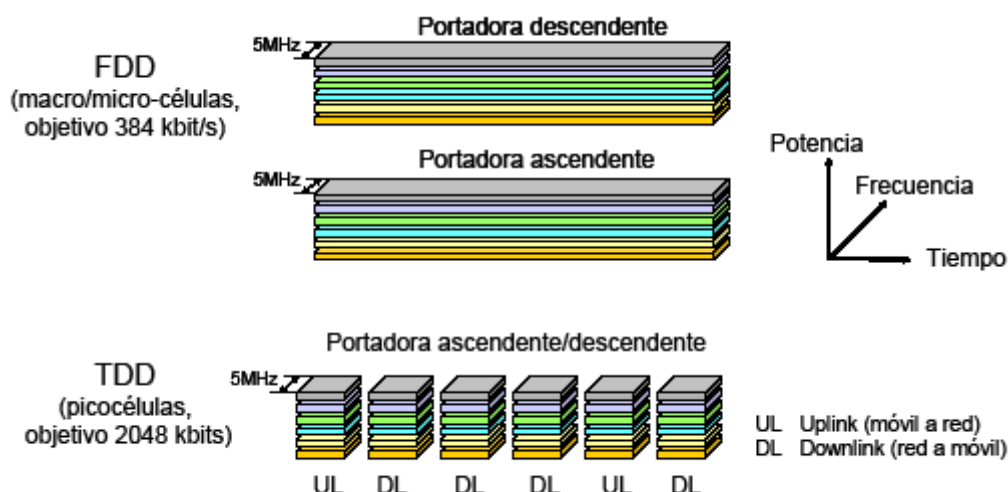 Portadora descendente
5MHz
FDD
(macro/micro-células,
objetivo 384 kbit/s)
Portadora ascendente
5MHz
Potencia
Frecuencia
Tiempo
Portadora ascendente/descendente
5MHz
TDD
(picocélulas,
objetivo 2048 kbits)
UL DL DL DL UL DL
UL Uplink (móvil a red)
DL Downlink (red a móvil)